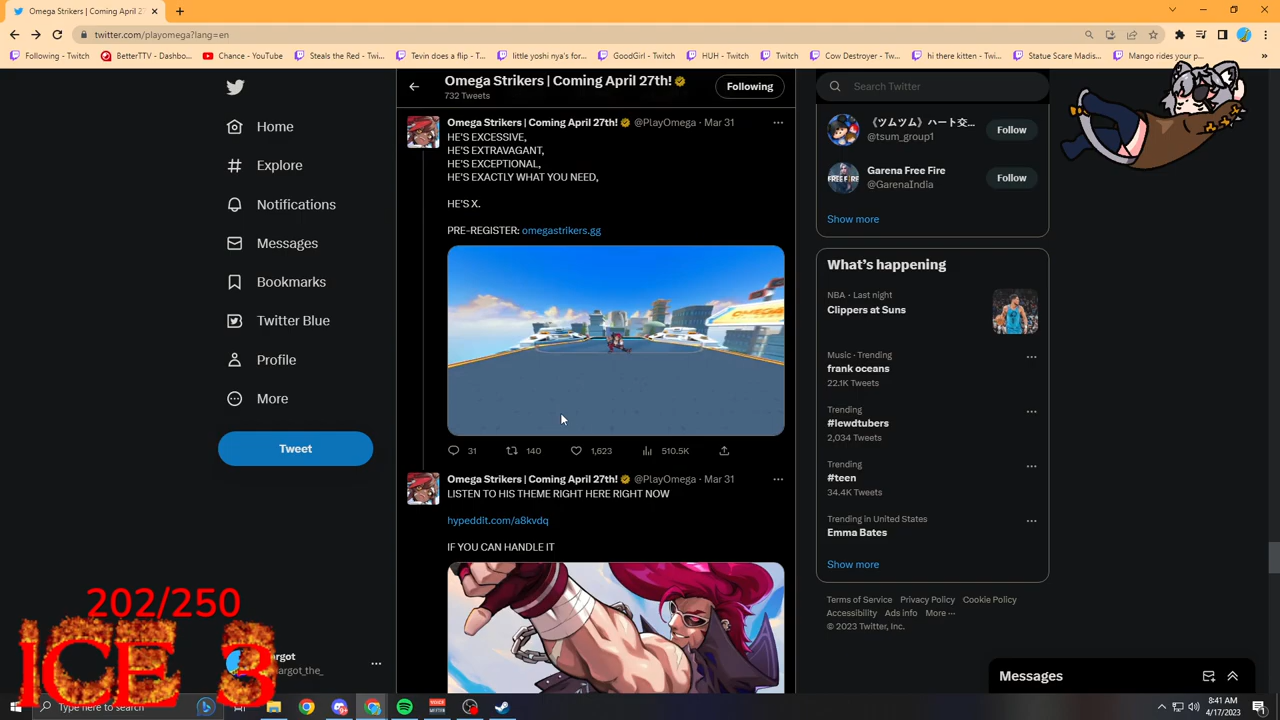 Omega Strikers | Coming April 2
twitter.com/playomega?lang=en
Following - Twitch
BetterTTV - Dashbo...
Chance - YouTube
Steals the Red - Twi...
Tevin does a flip - T...
little yoshi nya's for...
GoodGirl - Twitch
HUH - Twitch
Twitch
Cow Destroyer - Tw...
hi there kitten - Twi...
Statue Scare Misad...
Mango rides your p...
Home
Explore
Notifications
Messages
Bookmarks
Twitter Blue
Profile
More
Tweet
Omega Strikers | Coming April 27th!
732 Tweets
Following
Omega Strikers | Coming April 27th! @PlayOmega · Mar 31
HE'S EXCESSIVE,
HE'S EXTRAVAGANT,
HE'S EXCEPTIONAL,
HE'S EXACTLY WHAT YOU NEED,
HE'S X.
PRE-REGISTER: omegastrikers.gg
31 140 1,623 510.5K
Omega Strikers | Coming April 27th! @PlayOmega · Mar 31
LISTEN TO HIS THEME RIGHT HERE RIGHT NOW
hypeddit.com/a8kvdq
IF YOU CAN HANDLE IT
Search Twitter
《ツムツム》ハート交...
@tsum_group1
Follow
Garena Free Fire
@GarenaIndia
Follow
Show more
What's happening
NBA · Last night
Clippers at Suns
Music · Trending
frank oceans
22.1K Tweets
Trending
#lewdtubers
2,034 Tweets
Trending
#teen
34.4K Tweets
Trending in United States
Emma Bates
Show more
Terms of Service Privacy Policy Cookie Policy
Accessibility Ads info More ···
© 2023 Twitter, Inc.
Messages
202/250
ICE 3
Type here to search
8:41 AM
4/17/2023